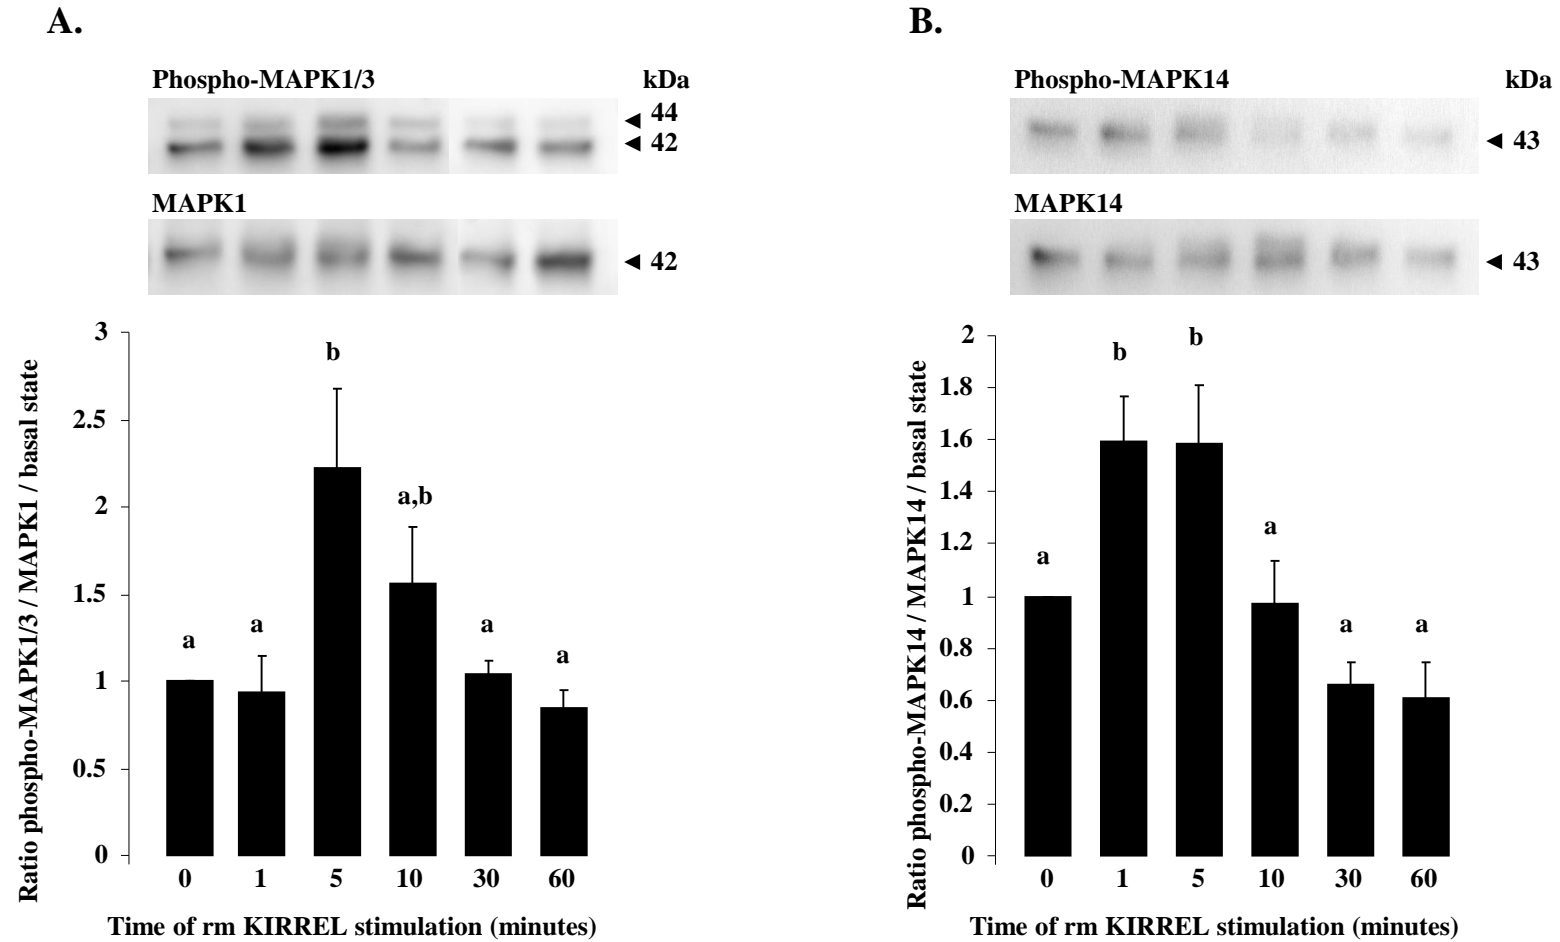 A.
Phospho-MAPK1/3 kDa
44
42
MAPK1
42
Ratio phospho-MAPK1/3 / MAPK1 / basal state
3
2.5
2
1.5
1
0.5
0
a
a
b
a,b
a
a
0 1 5 10 30 60
Time of rm KIRREL stimulation (minutes)
B.
Phospho-MAPK14 kDa
43
MAPK14
43
Ratio phospho-MAPK14 / MAPK14 / basal state
2
1.8
1.6
1.4
1.2
1
0.8
0.6
0.4
0.2
0
a
b
b
a
a
a
0 1 5 10 30 60
Time of rm KIRREL stimulation (minutes)